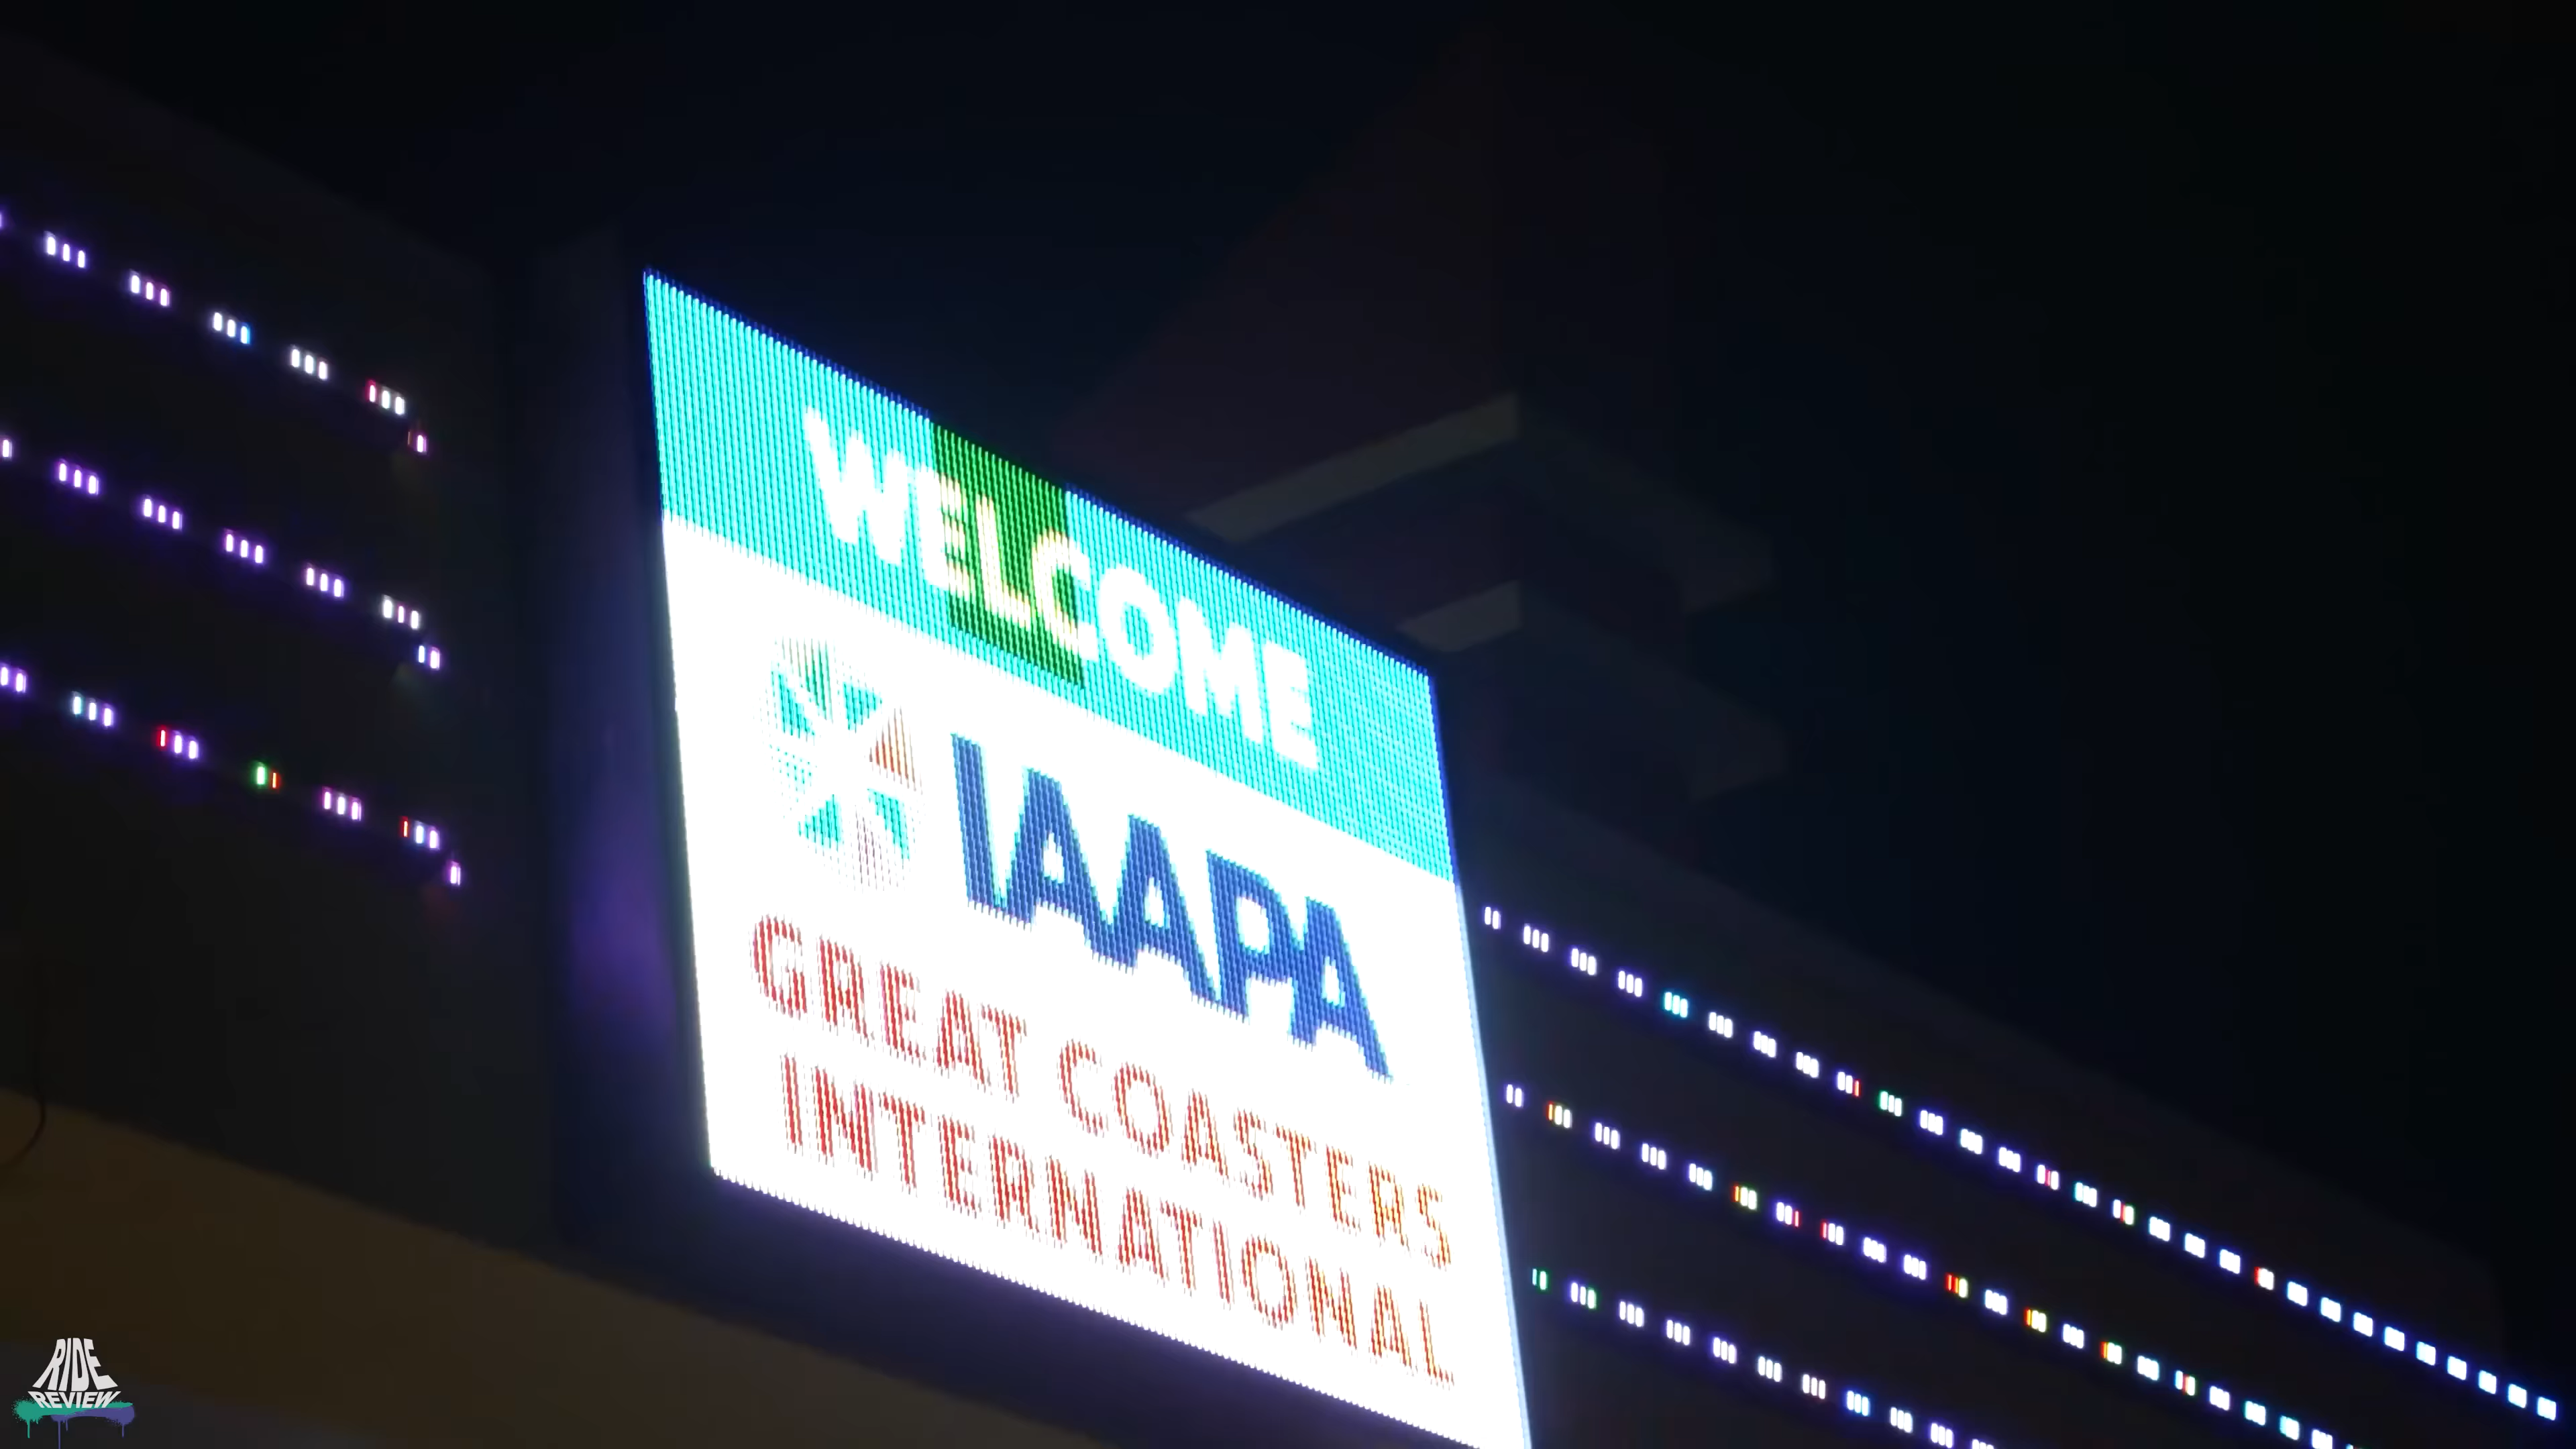 WELCOME
IAAPA
GREAT COASTERS
INTERNATIONAL
RIDE
REVIEW